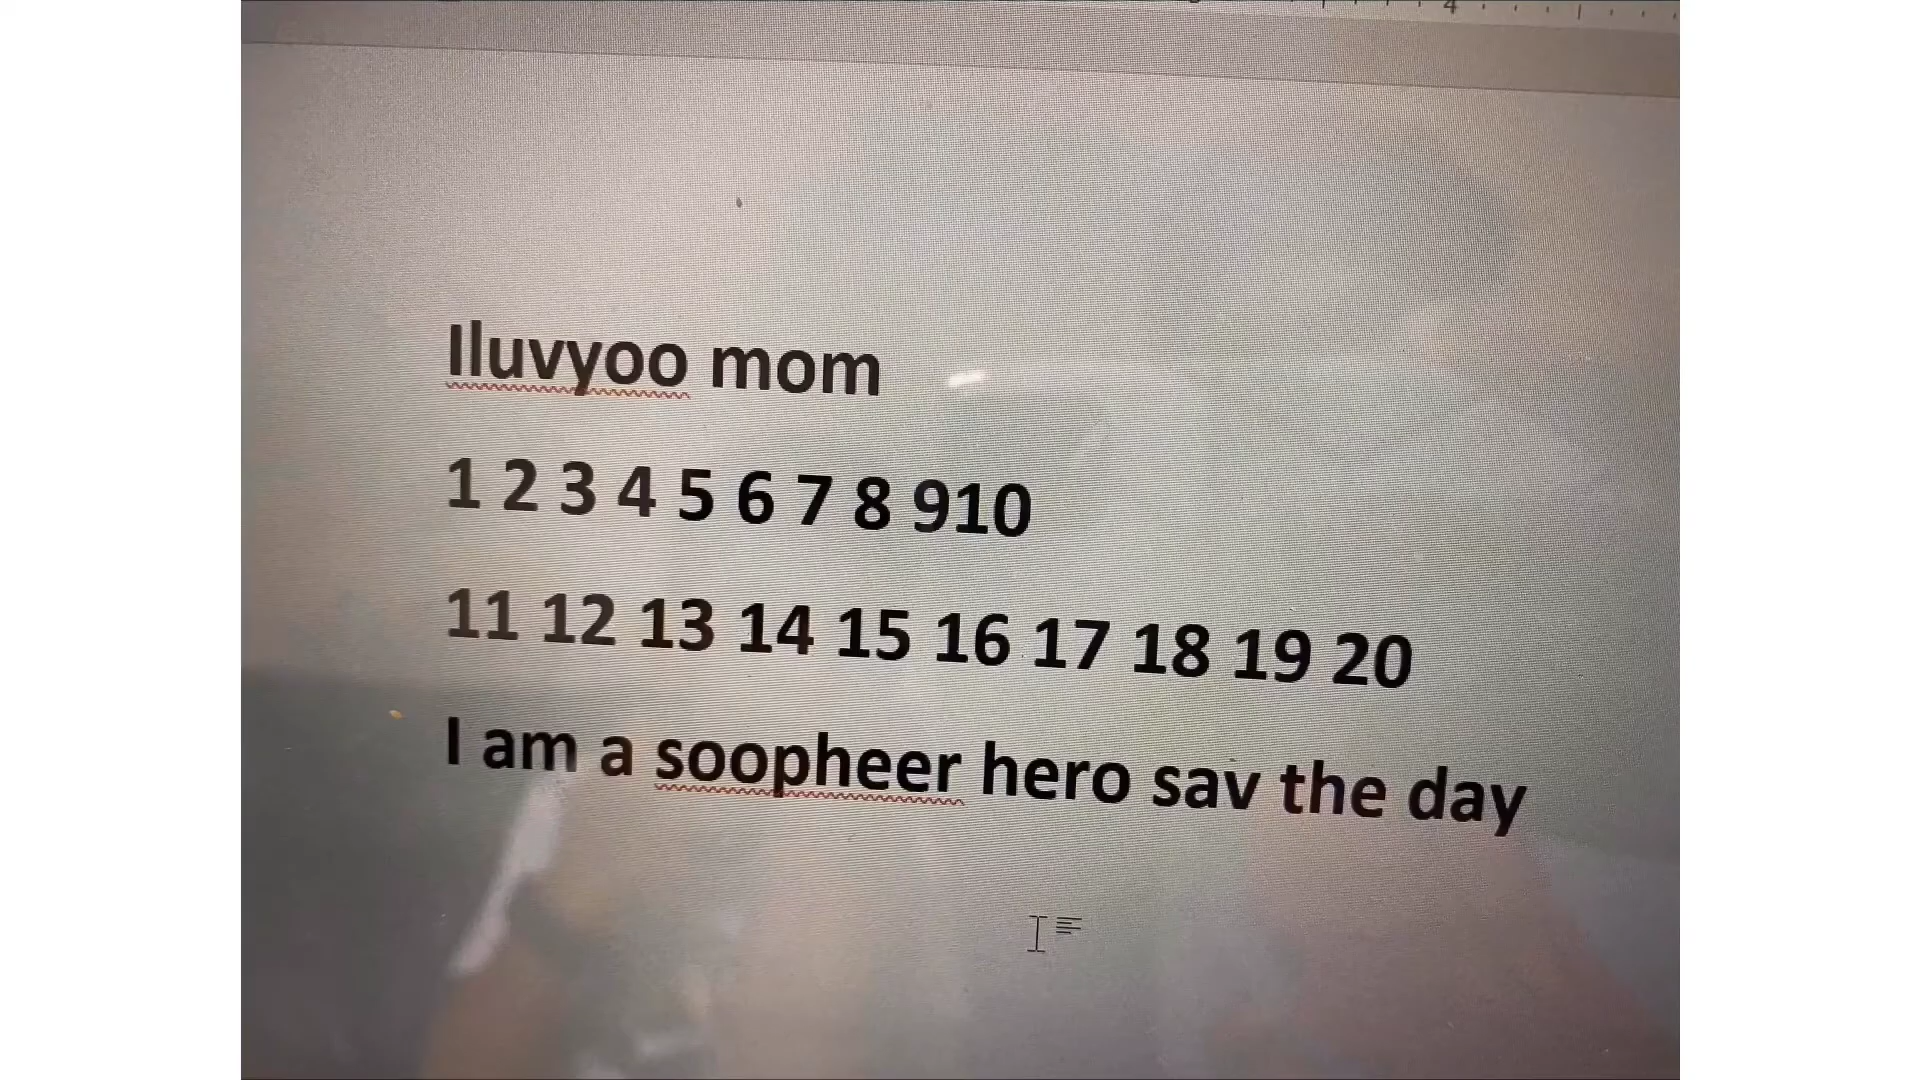 4
Iluvyoo mom
1 2 3 4 5 6 7 8 910
11 12 13 14 15 16 17 18 19 20
I am a soopheer hero sav the day